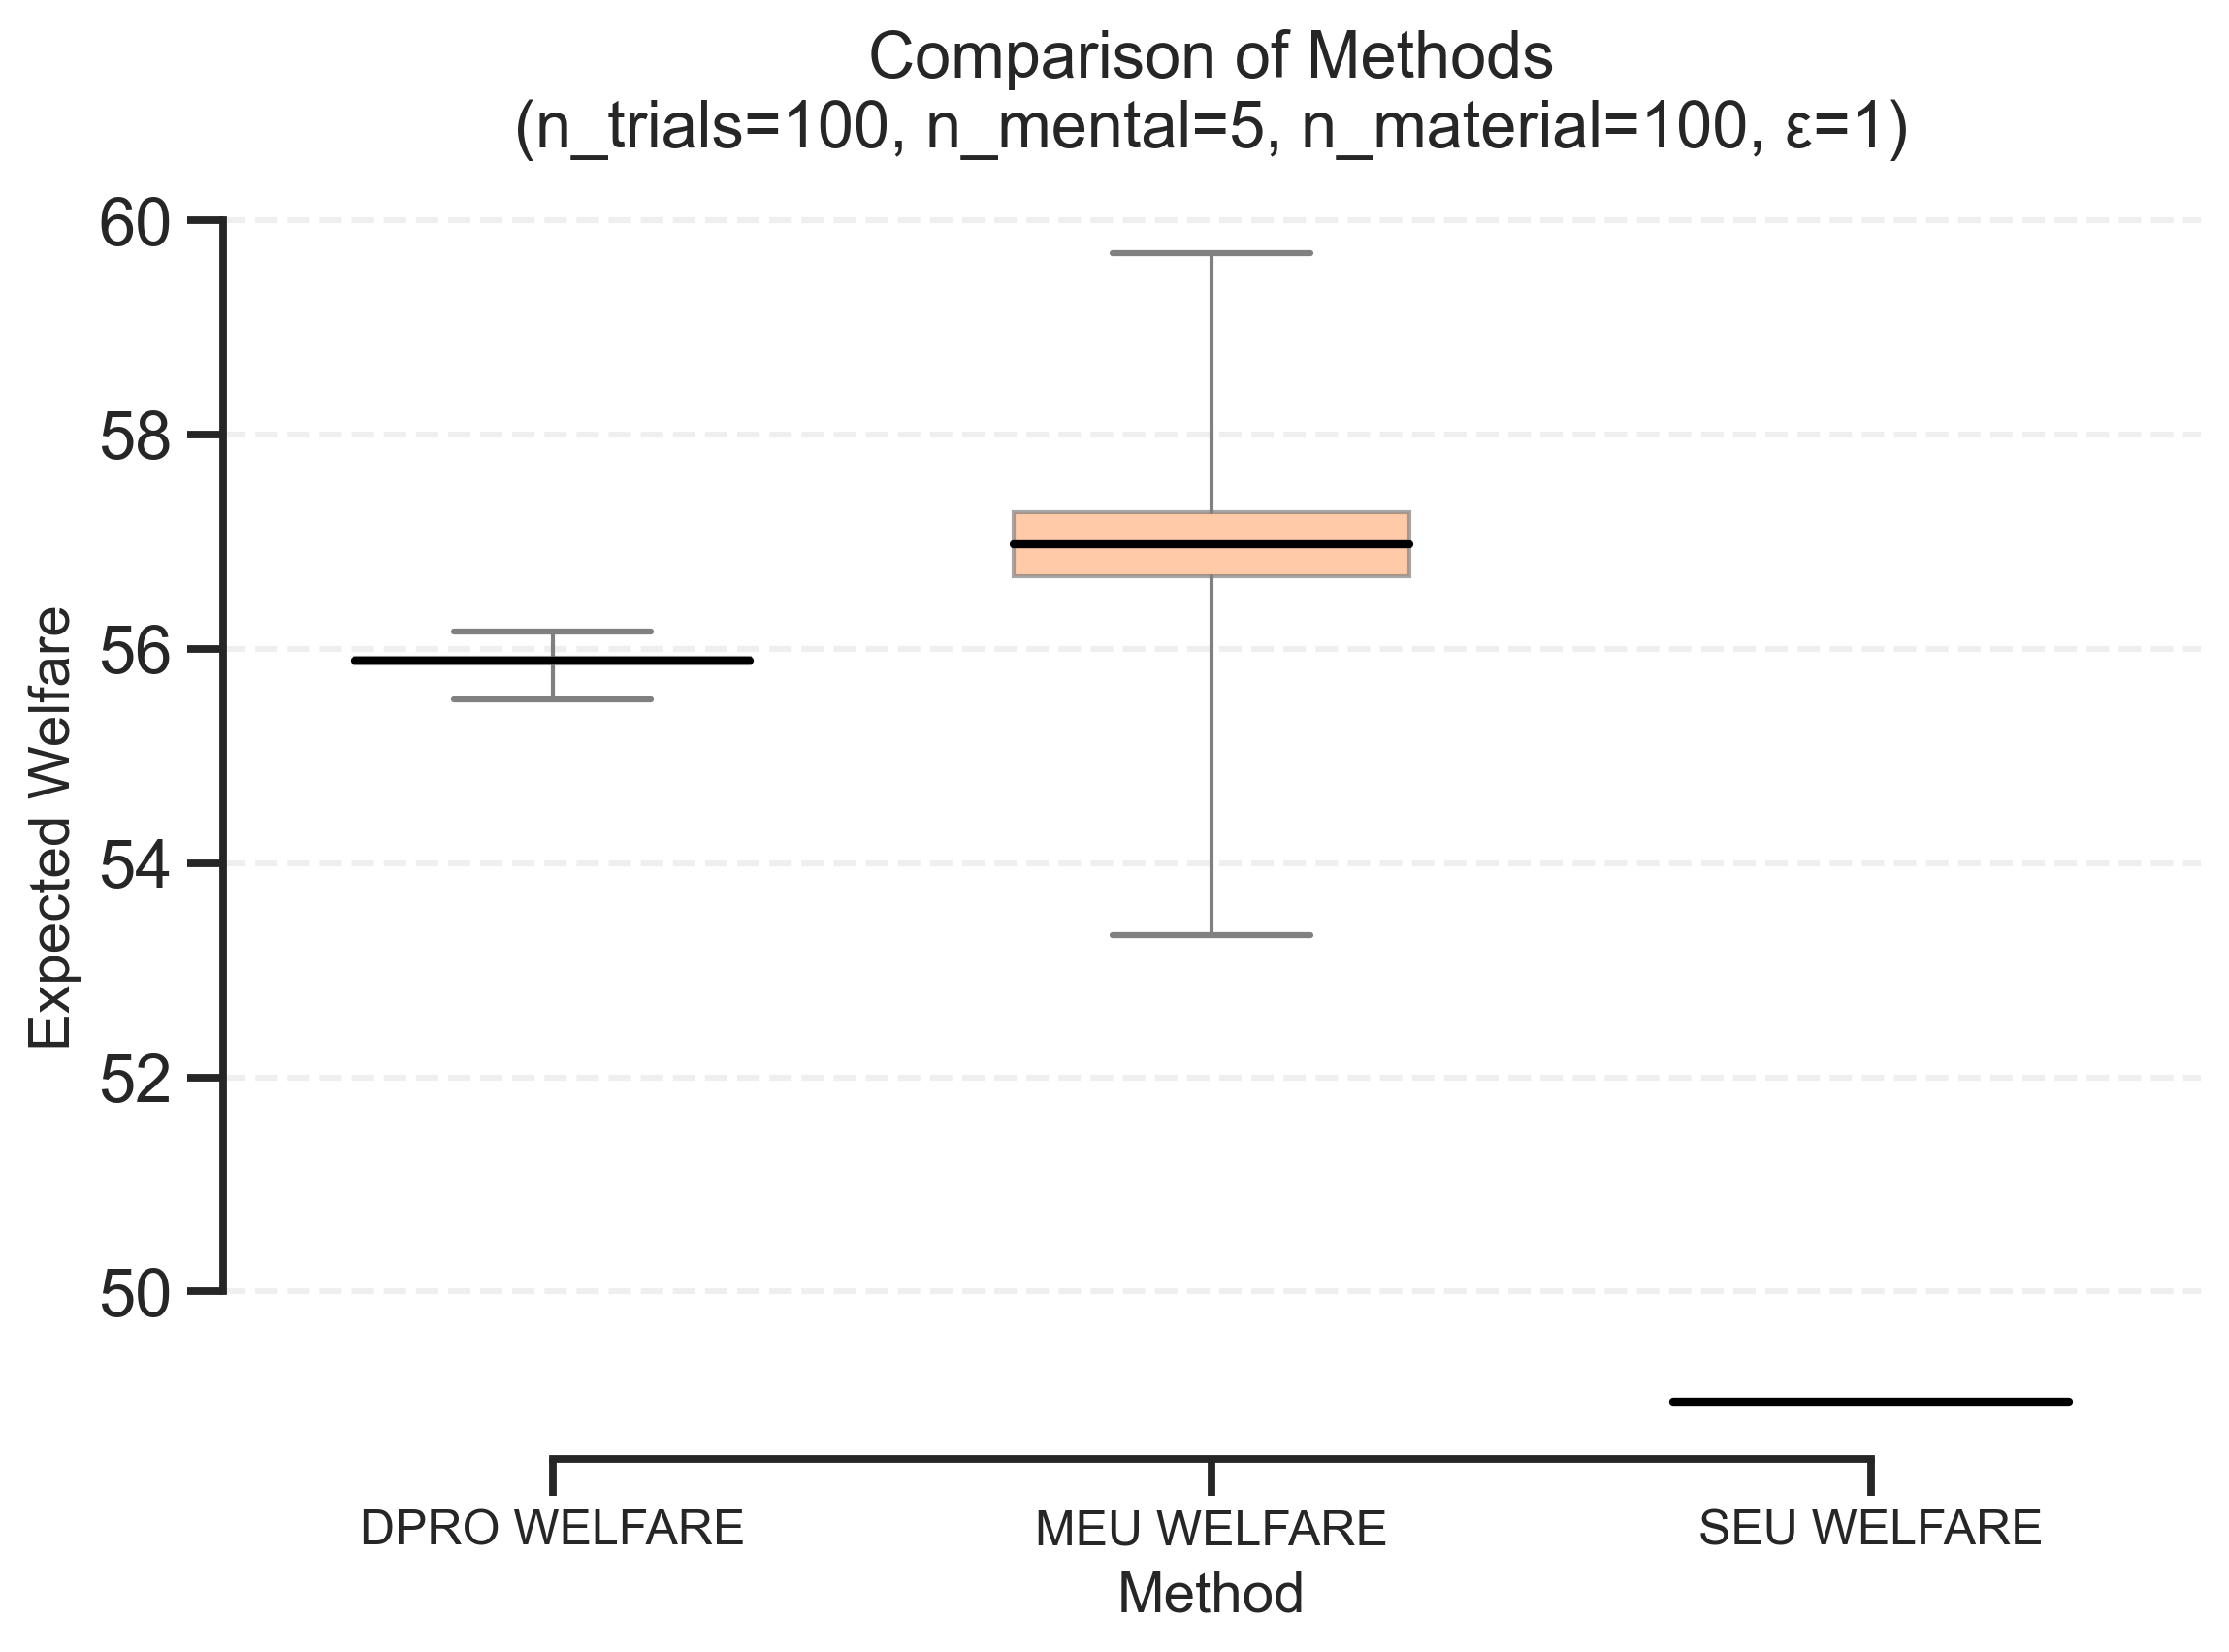 Comparison of Methods
(n_trials=100, n_mental=5, n_material=100, ε=1)
60
58
56
54
52
50
Expected Welfare
DPRO WELFARE
MEU WELFARE
SEU WELFARE
Method